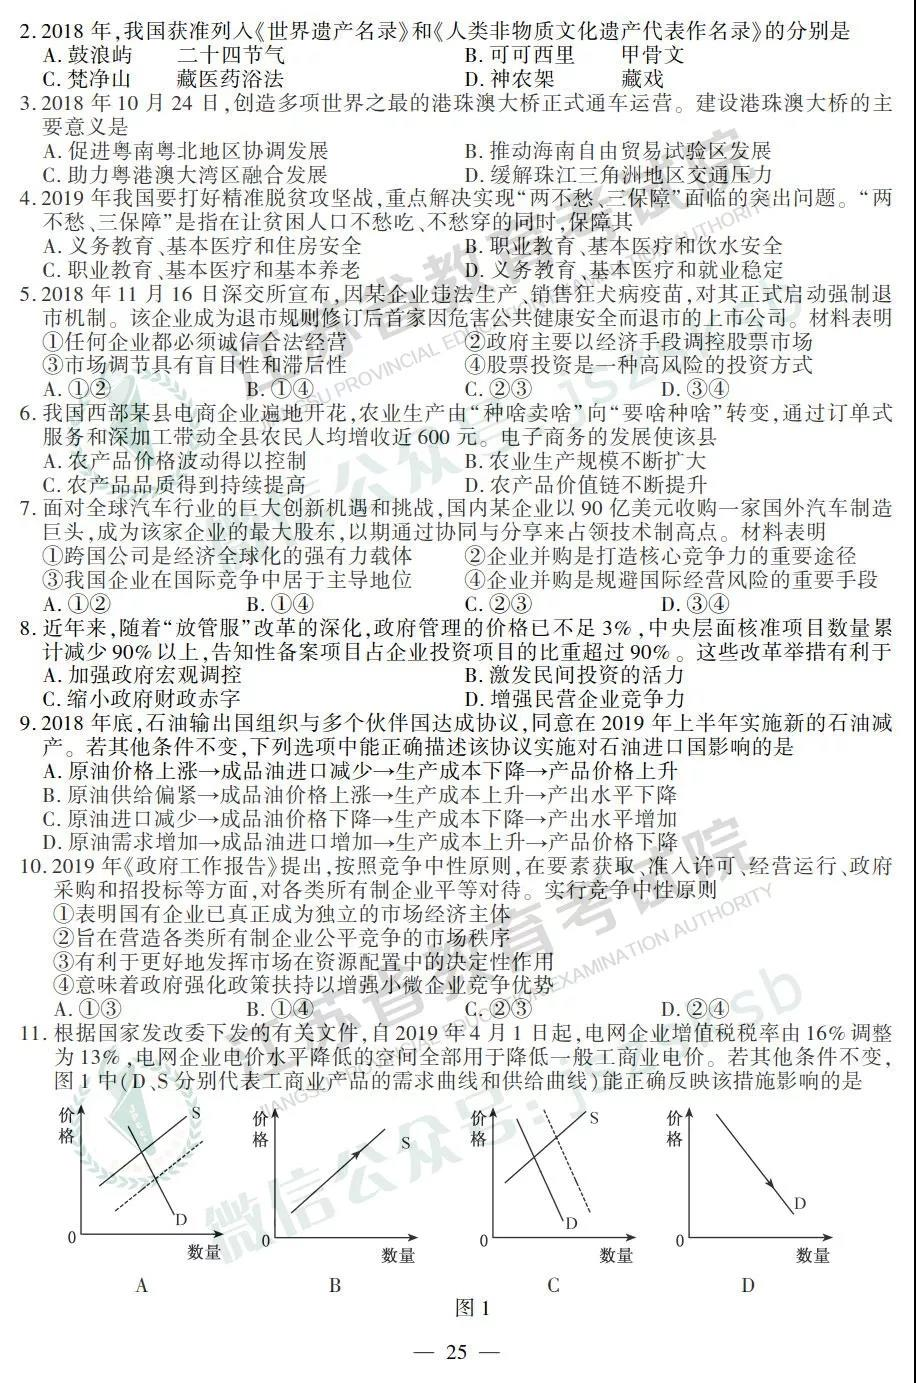 2. 2018 年,我国获准列入《世界遗产名录》和《人类非物质文化遗产代表作名录》的分别是
A. 鼓浪屿 二十四节气 B. 可可西里 甲骨文
C. 梵净山 藏医药浴法 D. 神农架 藏戏
3. 2018 年 10 月 24 日,创造多项世界之最的港珠澳大桥正式通车运营。建设港珠澳大桥的主
要意义是
A. 促进粤南粤北地区协调发展 B. 推动海南自由贸易试验区发展
C. 助力粤港澳大湾区融合发展 D. 缓解珠江三角洲地区交通压力
4. 2019 年我国要打好精准脱贫攻坚战,重点解决实现“两不愁、三保障”面临的突出问题。“两
不愁、三保障”是指在让贫困人口不愁吃、不愁穿的同时,保障其
A. 义务教育、基本医疗和住房安全 B. 职业教育、基本医疗和饮水安全
C. 职业教育、基本医疗和基本养老 D. 义务教育、基本医疗和就业稳定
5. 2018 年 11 月 16 日深交所宣布,因某企业违法生产、销售狂犬病疫苗,对其正式启动强制退
市机制。该企业成为退市规则修订后首家因危害公共健康安全而退市的上市公司。材料表明
①任何企业都必须诚信合法经营 ②政府主要以经济手段调控股票市场
③市场调节具有盲目性和滞后性 ④股票投资是一种高风险的投资方式
A. ①② B. ①④ C. ②③ D. ③④
6. 我国西部某县电商企业遍地开花,农业生产由“种啥卖啥”向“要啥种啥”转变,通过订单式
服务和深加工带动全县农民人均增收近 600 元。电子商务的发展使该县
A. 农产品价格波动得以控制 B. 农业生产规模不断扩大
C. 农产品品质得到持续提高 D. 农产品价值链不断提升
7. 面对全球汽车行业的巨大创新机遇和挑战,国内某企业以 90 亿美元收购一家国外汽车制造
巨头,成为该家企业的最大股东,以期通过协同与分享来占领技术制高点。材料表明
①跨国公司是经济全球化的强有力载体 ②企业并购是打造核心竞争力的重要途径
③我国企业在国际竞争中居于主导地位 ④企业并购是规避国际经营风险的重要手段
A. ①② B. ①④ C. ②③ D. ③④
8. 近年来,随着“放管服”改革的深化,政府管理的价格已不足 3%,中央层面核准项目数量累
计减少 90% 以上,告知性备案项目占企业投资项目的比重超过 90%。这些改革举措有利于
A. 加强政府宏观调控 B. 激发民间投资的活力
C. 缩小政府财政赤字 D. 增强民营企业竞争力
9. 2018 年底,石油输出国组织与多个伙伴国达成协议,同意在 2019 年上半年实施新的石油减
产。若其他条件不变,下列选项中能正确描述该协议实施对石油进口国影响的是
A. 原油价格上涨→成品油进口减少→生产成本下降→产品价格上升
B. 原油供给偏紧→成品油价格上涨→生产成本上升→产出水平下降
C. 原油进口减少→成品油价格下降→生产成本下降→产出水平增加
D. 原油需求增加→成品油进口增加→生产成本上升→产品价格下降
10. 2019 年《政府工作报告》提出,按照竞争中性原则,在要素获取、准入许可、经营运行、政府
采购和招投标等方面,对各类所有制企业平等对待。实行竞争中性原则
①表明国有企业已真正成为独立的市场经济主体
②旨在营造各类所有制企业公平竞争的市场秩序
③有利于更好地发挥市场在资源配置中的决定性作用
④意味着政府强化政策扶持以增强小微企业竞争优势
A. ①③ B. ①④ C. ②③ D. ②④
11. 根据国家发改委下发的有关文件,自 2019 年 4 月 1 日起,电网企业增值税税率由 16% 调整
为 13%,电网企业电价水平降低的空间全部用于降低一般工商业电价。若其他条件不变,
图 1 中(D、S 分别代表工商业产品的需求曲线和供给曲线)能正确反映该措施影响的是
价格 S D 0 数量
价格 S 0 数量
价格 S D 0 数量
价格 D 0 数量
A B C D
图 1
— 25 —
江苏省教育考试院
JIANGSU PROVINCIAL EDUCATION EXAMINATION AUTHORITY
微信公众号:jszsksb
江苏省教育考试院
JIANGSU PROVINCIAL EDUCATION EXAMINATION AUTHORITY
微信公众号:jszsksb